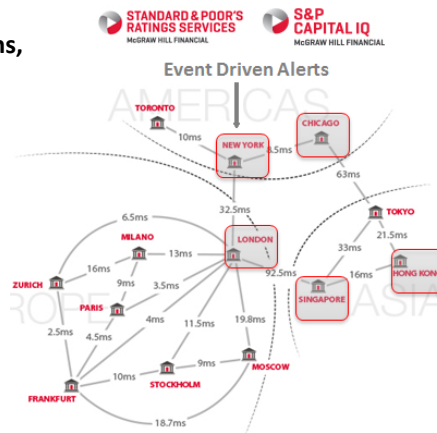 STANDARD & POOR'S
RATINGS SERVICES
McGRAW HILL FINANCIAL
S&P
CAPITAL IQ
McGRAW HILL FINANCIAL
ns,
Event Driven Alerts
AMERICAS
TORONTO
10ms
NEW YORK
8.5ms
CHICAGO
63ms
32.5ms
TOKYO
6.5ms
MILANO
13ms
LONDON
33ms
21.5ms
16ms
92.5ms
16ms
HONG KONG
ZURICH
9ms
3.5ms
SINGAPORE
ROPE
PARIS
ASIA
2.5ms
4.5ms
4ms
11.5ms
19.8ms
10ms
9ms
MOSCOW
STOCKHOLM
FRANKFURT
18.7ms